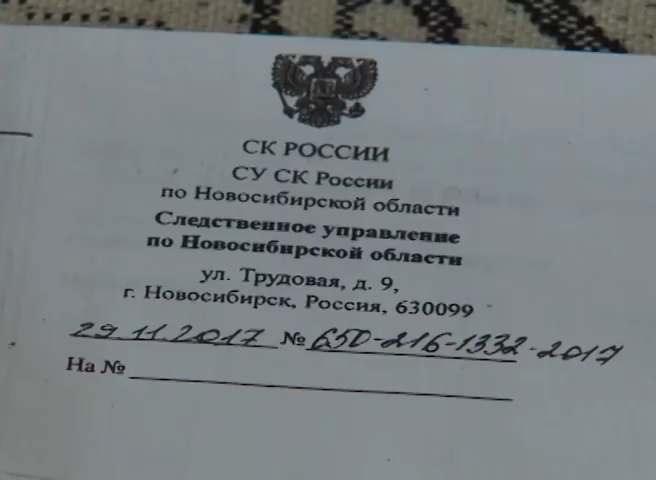 СК РОССИИ
СУ СК России
по Новосибирской области
Следственное управление
по Новосибирской области
ул. Трудовая, д. 9,
г. Новосибирск, Россия, 630099
29.11.2017 № 650-216-1332-2017
На №